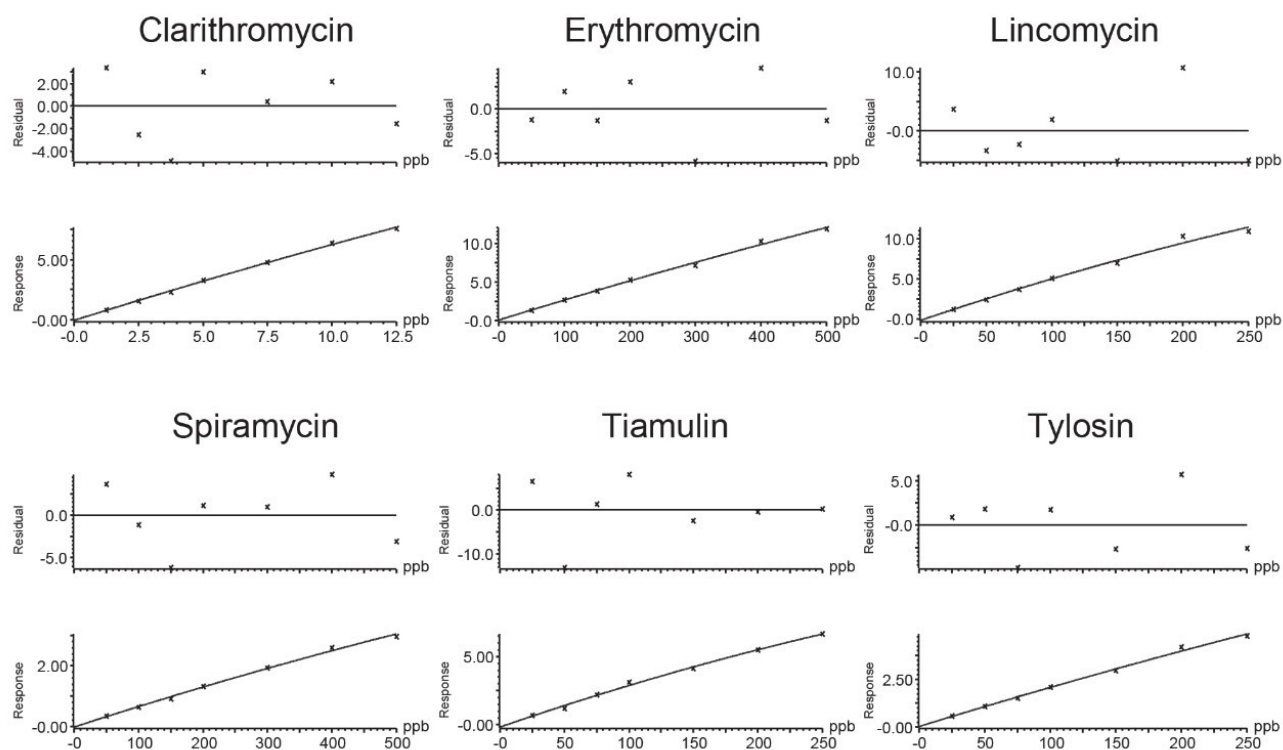 Clarithromycin
Residual
2.00
0.00
-2.00
-4.00
ppb
Response
5.00
-0.00
-0.0 2.5 5.0 7.5 10.0 12.5
ppb
Erythromycin
Residual
0.0
-5.0
ppb
Response
10.0
5.0
-0.0
-0 100 200 300 400 500
ppb
Lincomycin
Residual
10.0
-0.0
ppb
Response
10.0
5.0
-0.0
-0 50 100 150 200 250
ppb
Spiramycin
Residual
0.0
-5.0
ppb
Response
2.00
-0.00
-0 100 200 300 400 500
ppb
Tiamulin
Residual
0.0
-10.0
ppb
Response
5.00
-0.00
-0 50 100 150 200 250
ppb
Tylosin
Residual
5.0
-0.0
ppb
Response
2.50
-0.00
-0 50 100 150 200 250
ppb